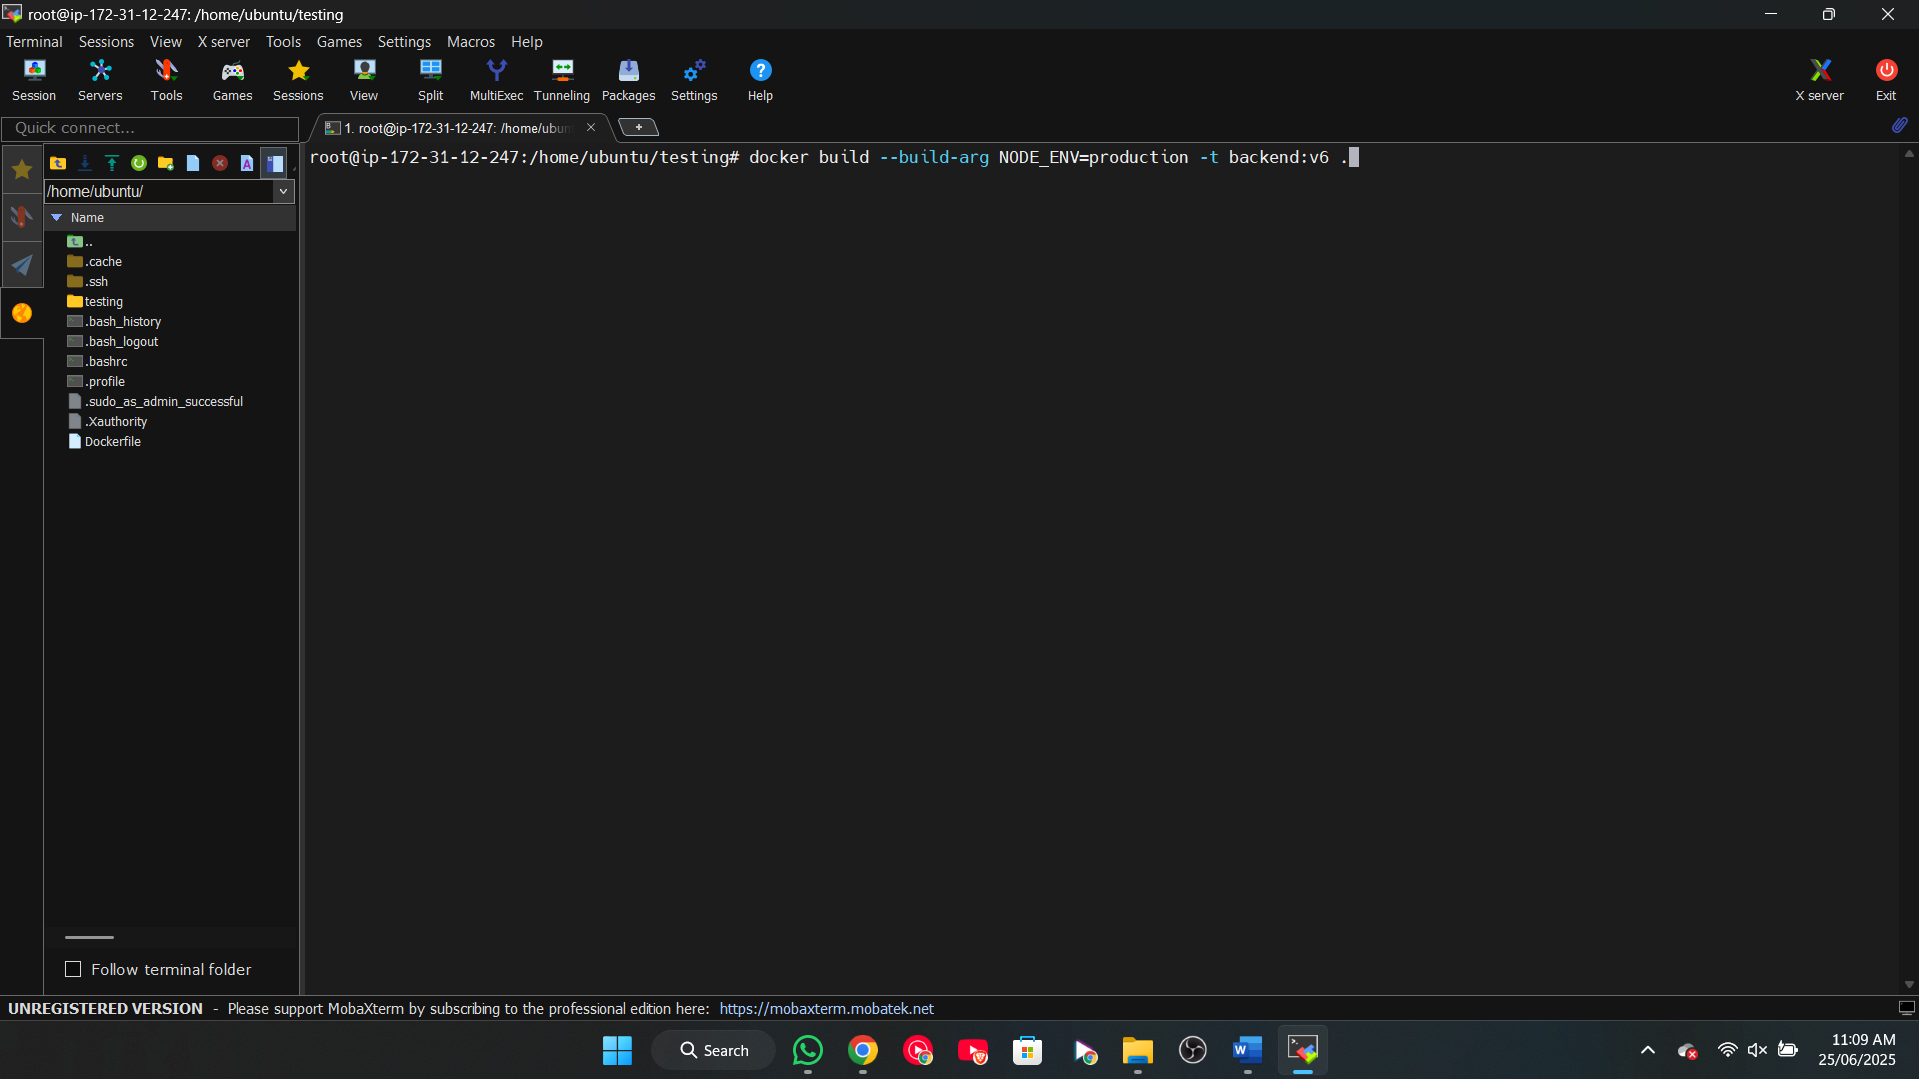 root@ip-172-31-12-247: /home/ubuntu/testing
Terminal Sessions View X server Tools Games Settings Macros Help
Session Servers Tools Games Sessions View Split MultiExec Tunneling Packages Settings Help X server Exit
Quick connect...
1. root@ip-172-31-12-247: /home/ubun
root@ip-172-31-12-247:/home/ubuntu/testing# docker build --build-arg NODE_ENV=production -t backend:v6 .
/home/ubuntu/
Name
..
.cache
.ssh
testing
.bash_history
.bash_logout
.bashrc
.profile
.sudo_as_admin_successful
.Xauthority
Dockerfile
Follow terminal folder
UNREGISTERED VERSION - Please support MobaXterm by subscribing to the professional edition here: https://mobaxterm.mobatek.net
Search
11:09 AM
25/06/2025